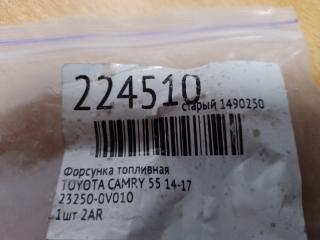 224510
старый 1490250
Форсунка топливная
TOYOTA CAMRY 55 14-17
23250-0V010
1шт 2AR